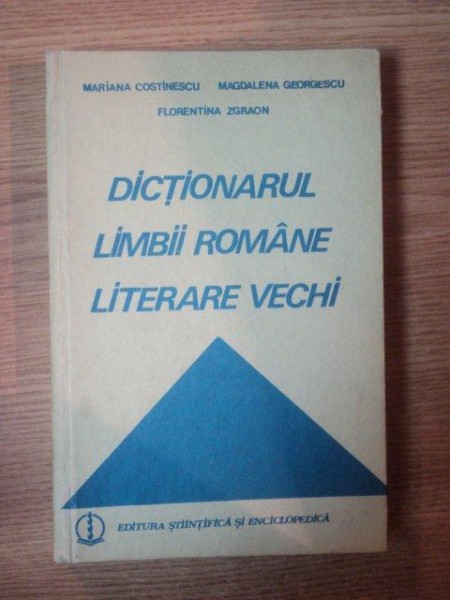 MARIANA COSTINESCU MAGDALENA GEORGESCU
FLORENTINA ZGRAON
DICȚIONARUL
LIMBII ROMÂNE
LITERARE VECHI
EDITURA ȘTIINȚIFICĂ ȘI ENCICLOPEDICĂ